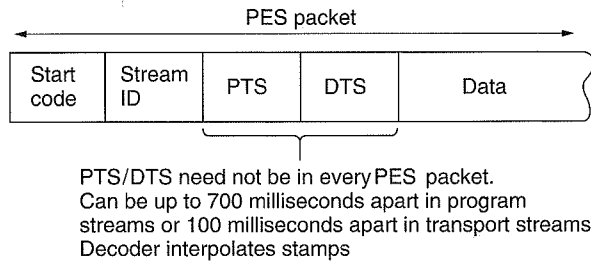 PES packet
Start code
Stream ID
PTS
DTS
Data
PTS/DTS need not be in every PES packet.
Can be up to 700 milliseconds apart in program
streams or 100 milliseconds apart in transport streams
Decoder interpolates stamps